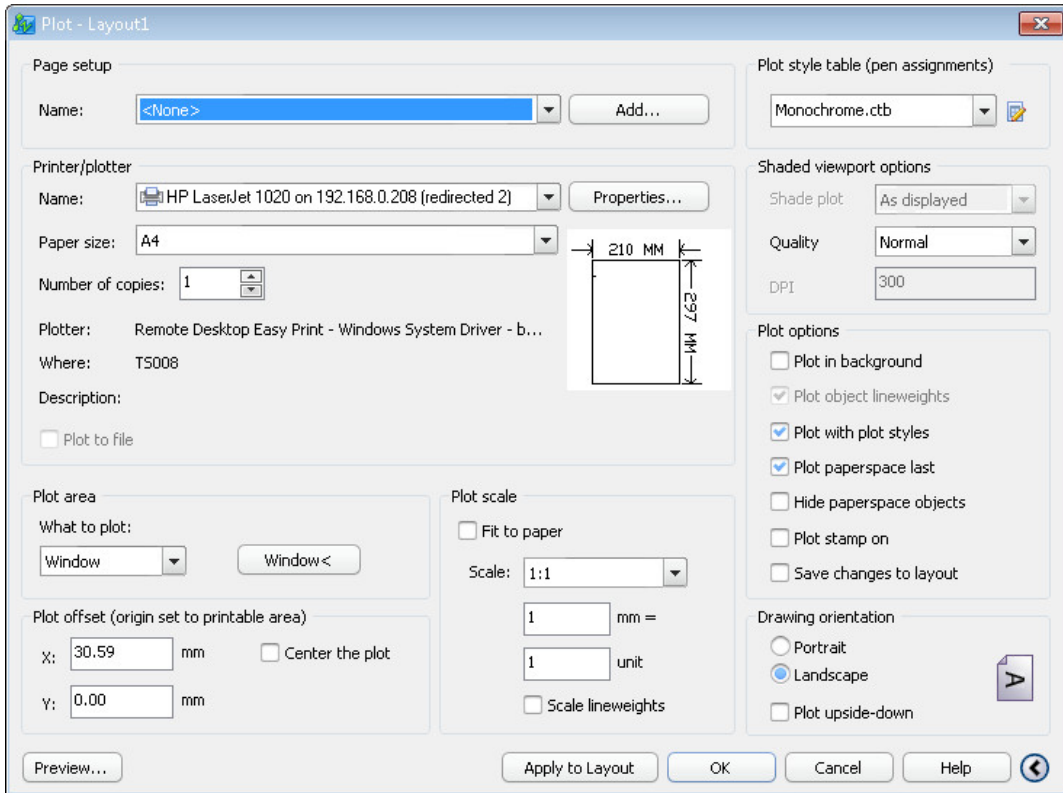 Plot - Layout1
Page setup
Name: <None> Add...
Plot style table (pen assignments)
Monochrome.ctb
Printer/plotter
Name: HP LaserJet 1020 on 192.168.0.208 (redirected 2) Properties...
Paper size: A4
Number of copies: 1
Plotter: Remote Desktop Easy Print - Windows System Driver - b...
Where: TS008
Description:
Plot to file
210 MM
297 MM
Shaded viewport options
Shade plot As displayed
Quality Normal
DPI 300
Plot options
Plot in background
Plot object lineweights
Plot with plot styles
Plot paperspace last
Hide paperspace objects
Plot stamp on
Save changes to layout
Plot area
What to plot:
Window Window<
Plot scale
Fit to paper
Scale: 1:1
1 mm =
1 unit
Scale lineweights
Plot offset (origin set to printable area)
X: 30.59 mm Center the plot
Y: 0.00 mm
Drawing orientation
Portrait
Landscape
A
Plot upside-down
Preview... Apply to Layout OK Cancel Help